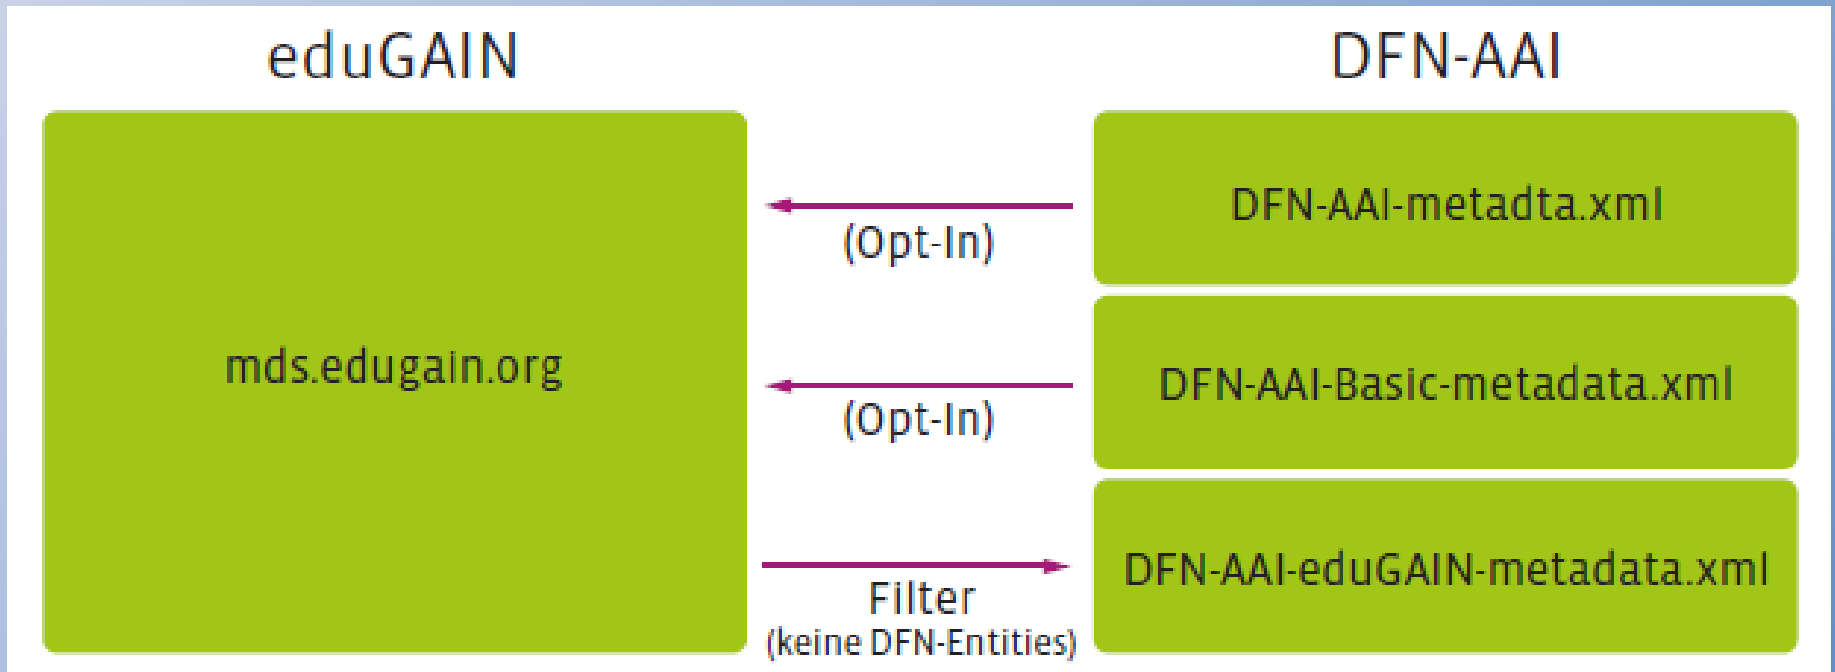 eduGAIN
DFN-AAI
mds.edugain.org
(Opt-In)
(Opt-In)
Filter
(keine DFN-Entities)
DFN-AAI-metadta.xml
DFN-AAI-Basic-metadata.xml
DFN-AAI-eduGAIN-metadata.xml